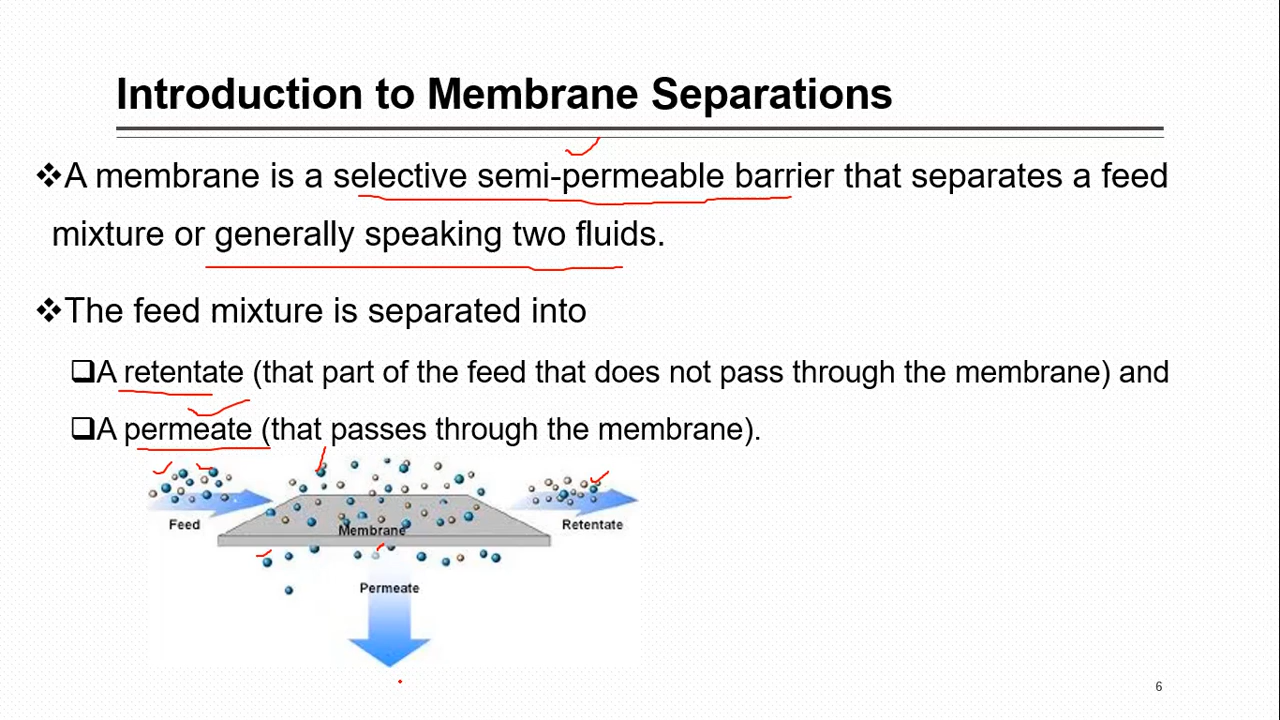 Introduction to Membrane Separations
❖A membrane is a selective semi-permeable barrier that separates a feed
mixture or generally speaking two fluids.
❖The feed mixture is separated into
❑A retentate (that part of the feed that does not pass through the membrane) and
❑A permeate (that passes through the membrane).
Feed
Membrane
Retentate
Permeate
6